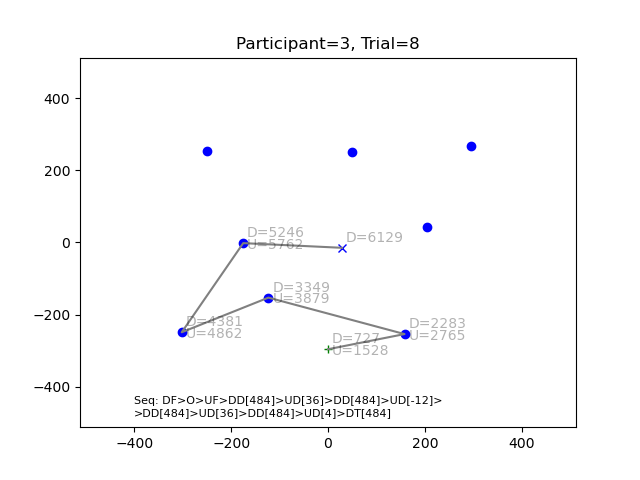 Participant=3, Trial=8
400
200
0
−200
−400
D=5246
U=5762
D=6129
D=3349
U=3879
D=4381
U=4862
D=2283
U=2765
D=727
U=1528
Seq: DF>O>UF>DD[484]>UD[36]>DD[484]>UD[-12]>
>DD[484]>UD[36]>DD[484]>UD[4]>DT[484]
−400 −200 0 200 400